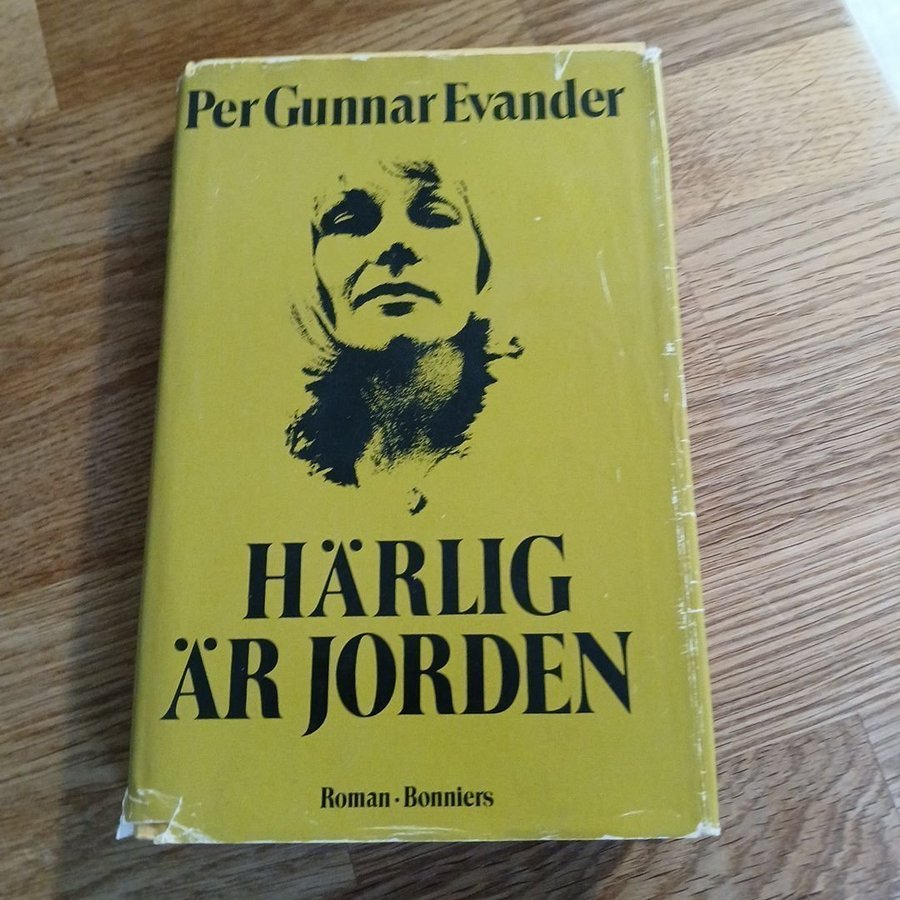 Per Gunnar Evander
HÄRLIG
ÄR JORDEN
Roman · Bonniers